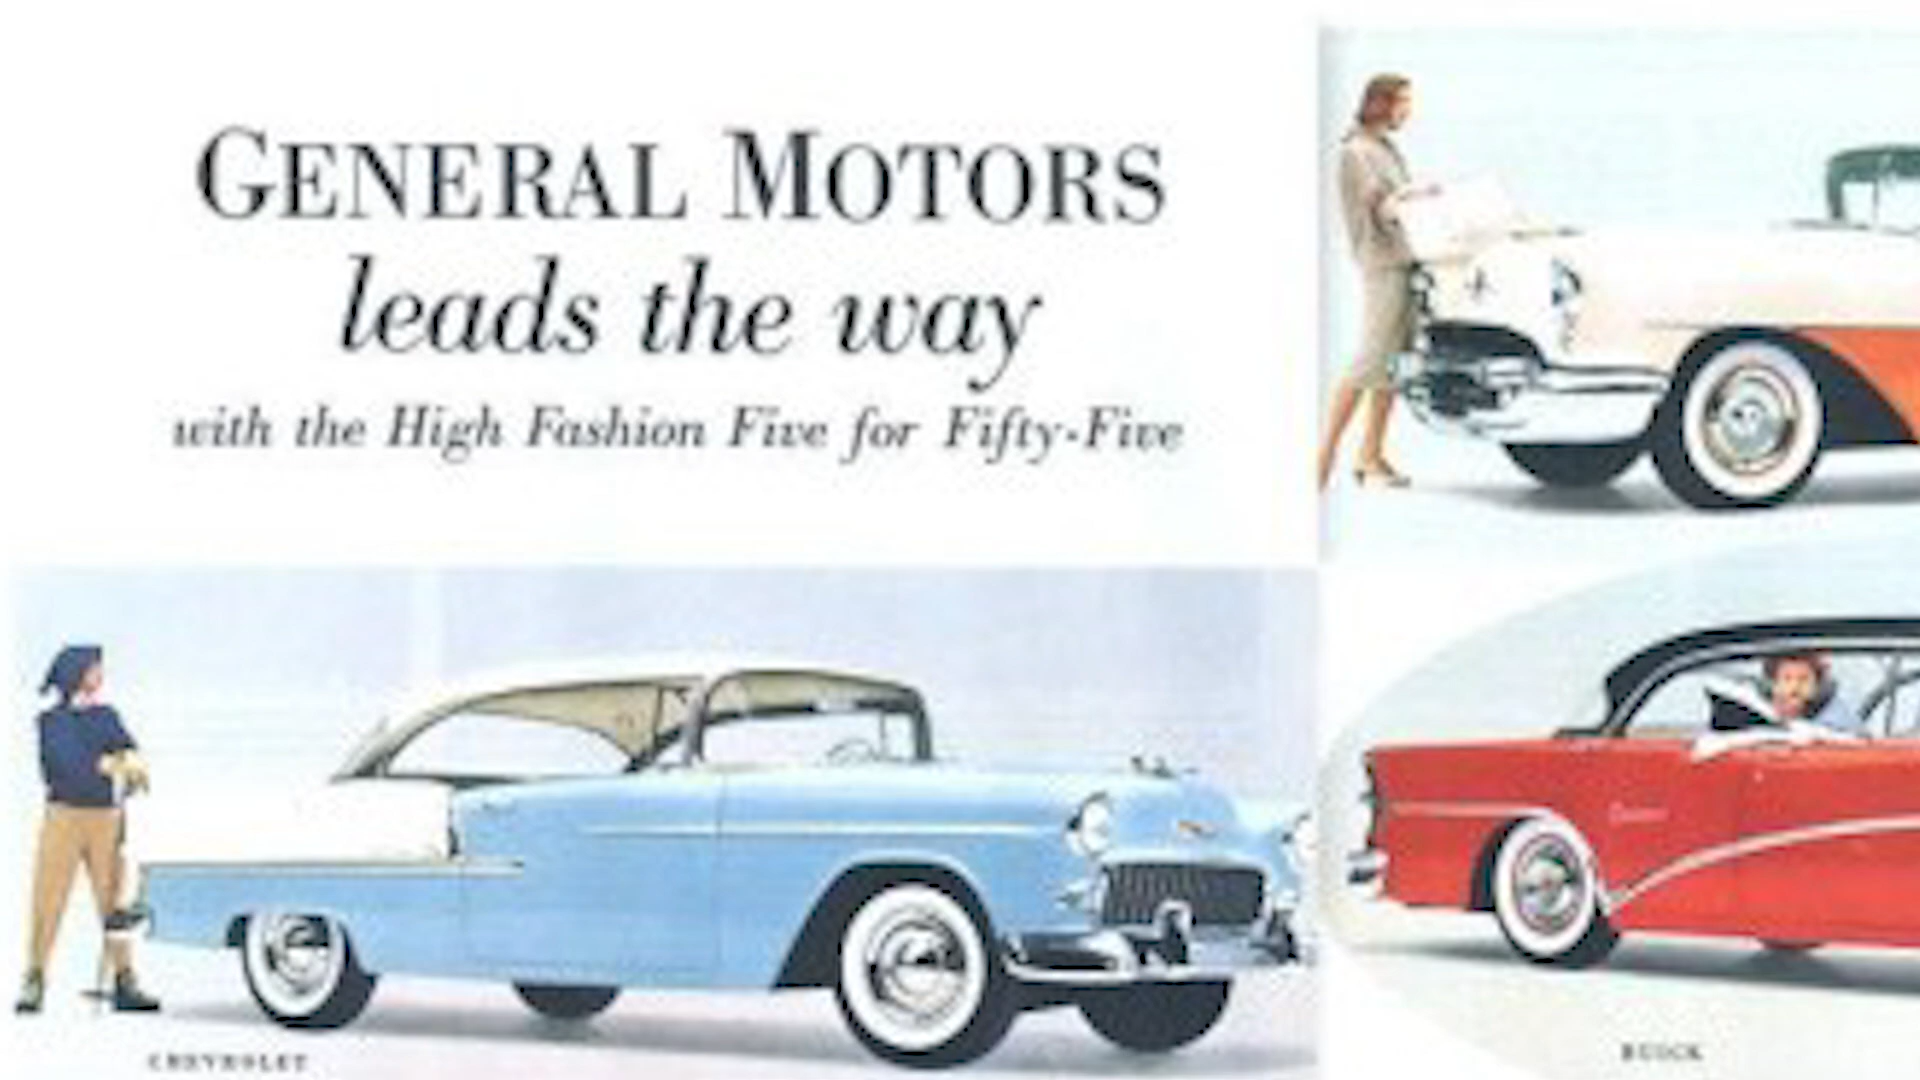 GENERAL MOTORS
leads the way
with the High Fashion Five for Fifty-Five
CHEVROLET
BUICK